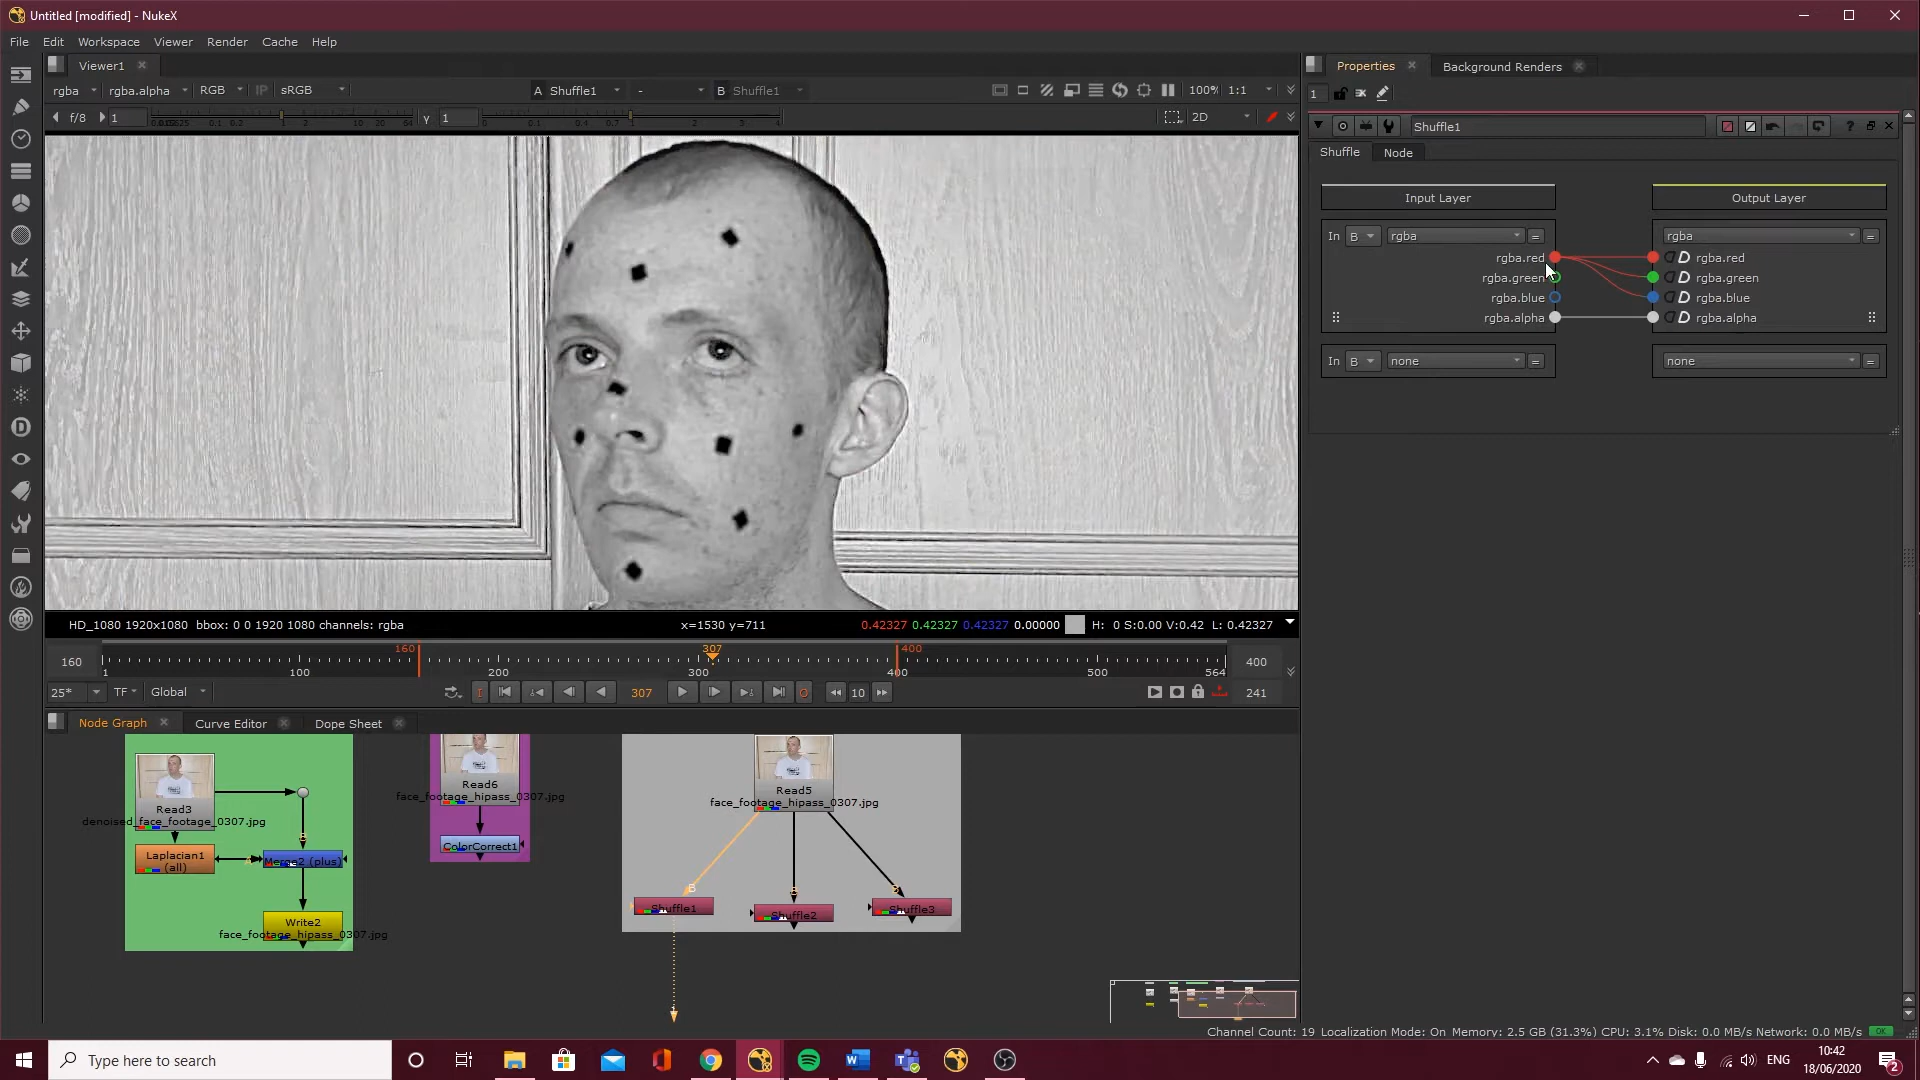 Untitled [modified] - NukeX
File Edit Workspace Viewer Render Cache Help
Viewer1
rgba rgba.alpha RGB IP sRGB A Shuffle1 - B Shuffle1 100% 1:1
f/8 1 γ 1 2D
HD_1080 1920x1080 bbox: 0 0 1920 1080 channels: rgba x=1530 y=711 0.42327 0.42327 0.42327 0.00000 H: 0 S:0.00 V:0.42 L: 0.42327
160 307 400
160 400
1 100 200 300 400 500 564
25* TF Global 307 10 241
Node Graph Curve Editor Dope Sheet
Read3
denoised_face_footage_0307.jpg
Laplacian1
(all)
Merge2 (plus)
Write2
face_footage_hipass_0307.jpg
Read6
face_footage_hipass_0307.jpg
ColorCorrect1
Read5
face_footage_hipass_0307.jpg
B
Shuffle1
Shuffle2
Shuffle3
Properties Background Renders
1
Shuffle1
Shuffle Node
Input Layer Output Layer
In B rgba = rgba =
rgba.red rgba.red
rgba.green rgba.green
rgba.blue rgba.blue
rgba.alpha rgba.alpha
In B none = none =
Channel Count: 19 Localization Mode: On Memory: 2.5 GB (31.3%) CPU: 3.1% Disk: 0.0 MB/s Network: 0.0 MB/s OK
Type here to search
ENG
10:42
18/06/2020
2